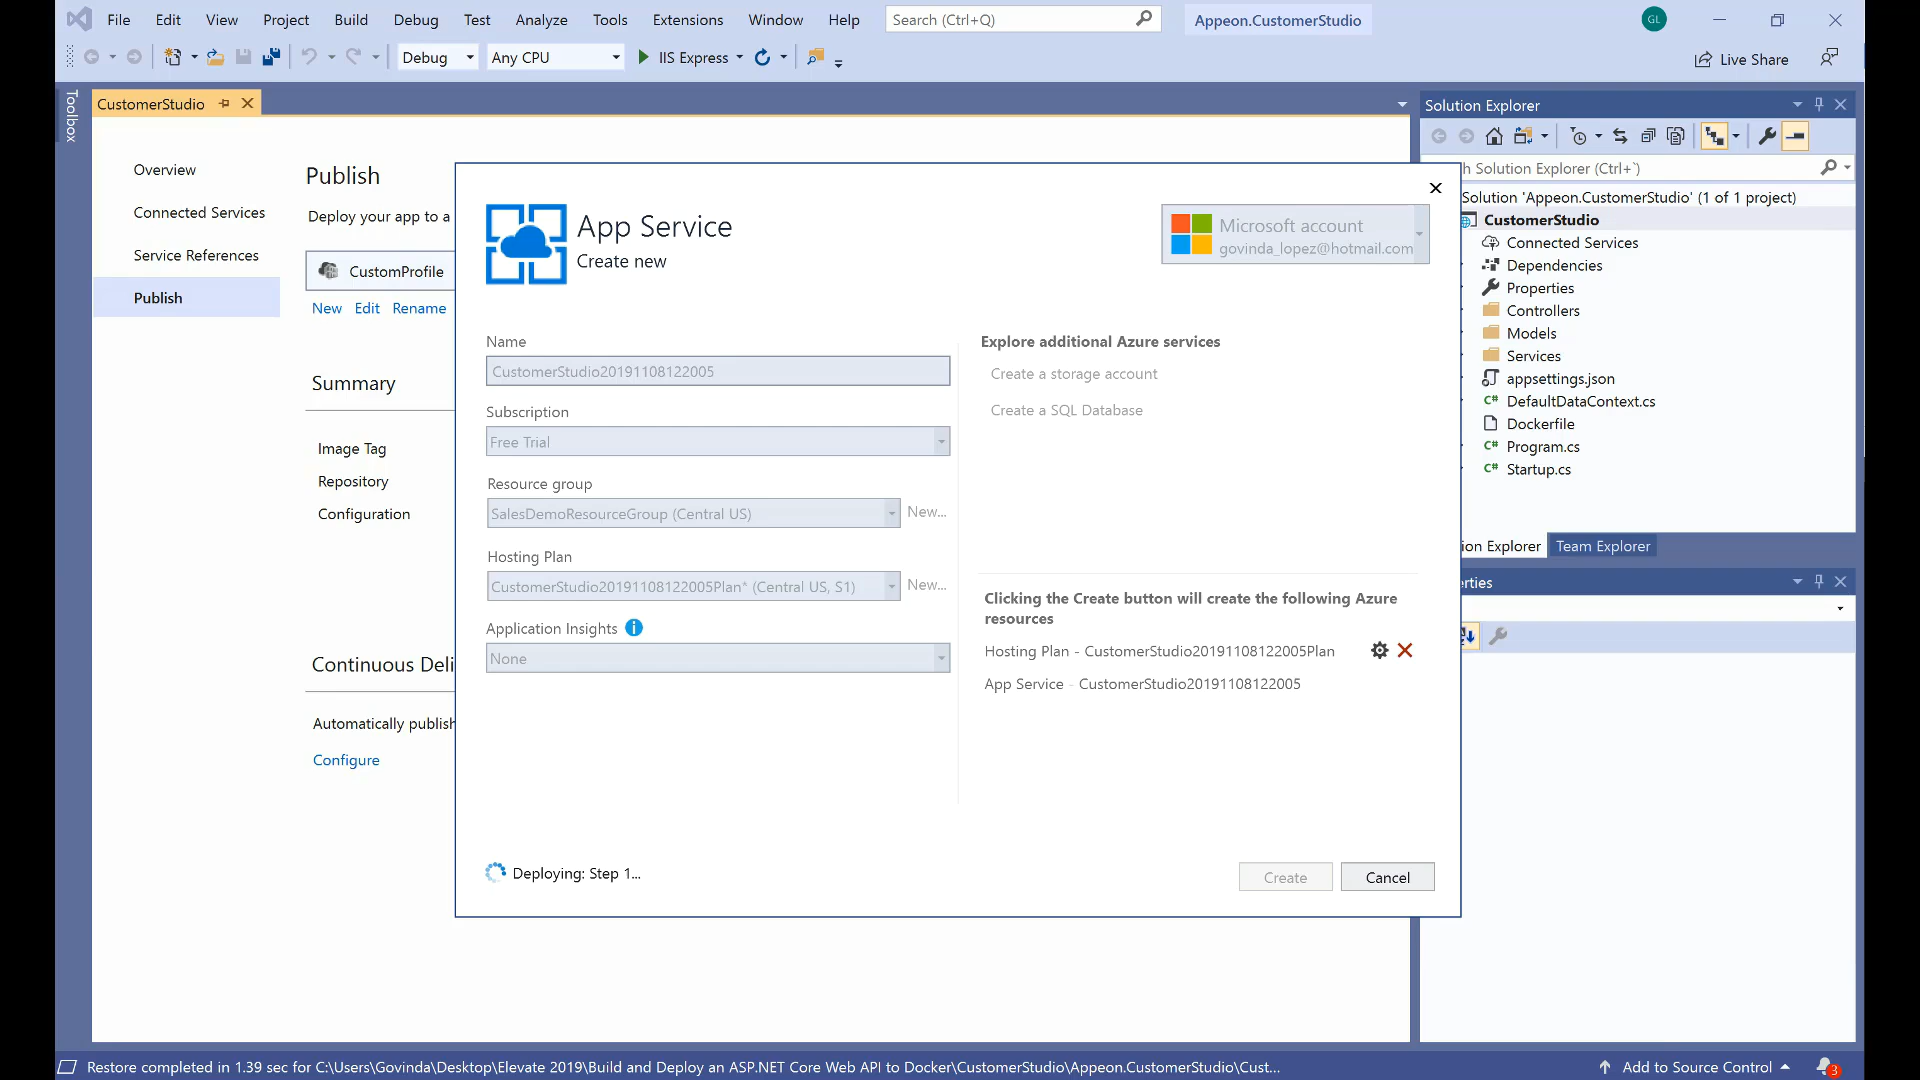 File Edit View Project Build Debug Test Analyze Tools Extensions Window Help Search (Ctrl+Q) Appeon.CustomerStudio GL
Debug Any CPU IIS Express Live Share
Toolbox
CustomerStudio
Overview
Connected Services
Service References
Publish
Publish
Deploy your app to a
CustomProfile
New Edit Rename
Summary
Image Tag
Repository
Configuration
Continuous Deli
Automatically publish
Configure
App Service
Create new
Microsoft account
govinda_lopez@hotmail.com
Name
CustomerStudio20191108122005
Subscription
Free Trial
Resource group
SalesDemoResourceGroup (Central US) New...
Hosting Plan
CustomerStudio20191108122005Plan* (Central US, S1) New...
Application Insights
None
Explore additional Azure services
Create a storage account
Create a SQL Database
Clicking the Create button will create the following Azure
resources
Hosting Plan - CustomerStudio20191108122005Plan
App Service - CustomerStudio20191108122005
Deploying: Step 1...
Create Cancel
Solution Explorer
h Solution Explorer (Ctrl+`)
Solution 'Appeon.CustomerStudio' (1 of 1 project)
CustomerStudio
Connected Services
Dependencies
Properties
Controllers
Models
Services
appsettings.json
C# DefaultDataContext.cs
Dockerfile
C# Program.cs
C# Startup.cs
ion Explorer Team Explorer
erties
Restore completed in 1.39 sec for C:\Users\Govinda\Desktop\Elevate 2019\Build and Deploy an ASP.NET Core Web API to Docker\CustomerStudio\Appeon.CustomerStudio\Cust... Add to Source Control 3